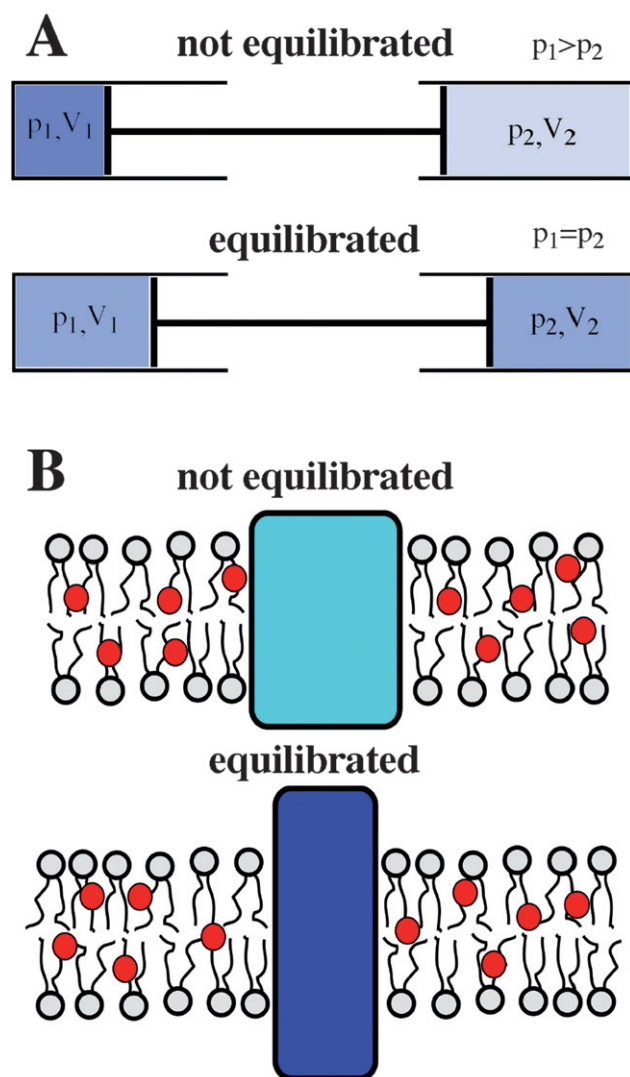 A
not equilibrated
p₁>p₂
p₁,V₁
p₂,V₂
equilibrated
p₁=p₂
p₁,V₁
p₂,V₂
B
not equilibrated
equilibrated